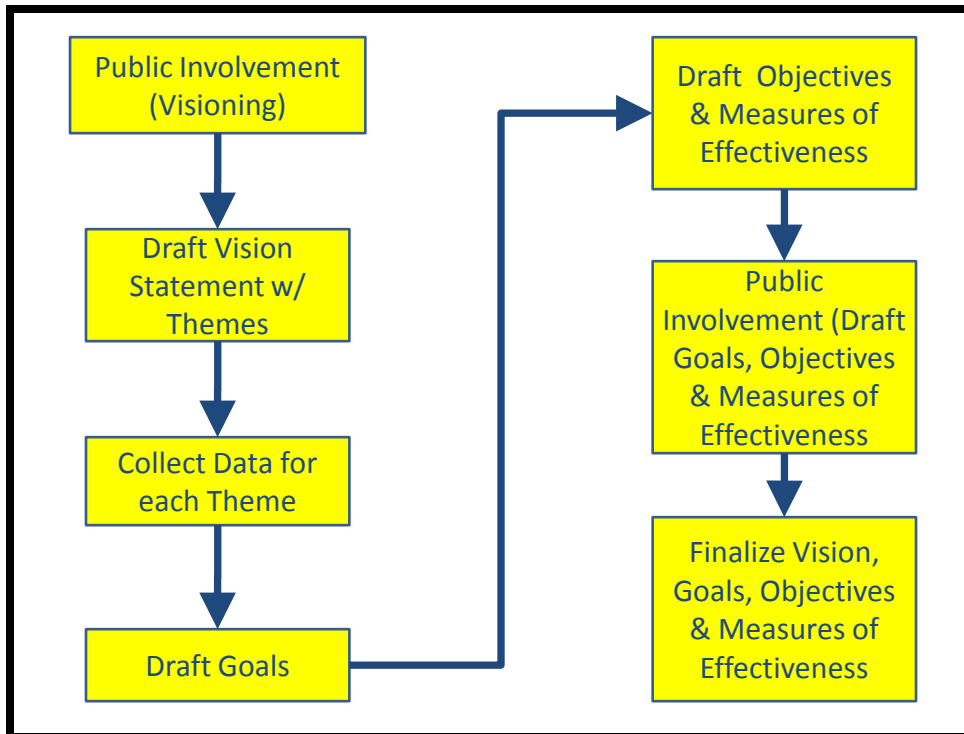 Public Involvement
(Visioning)
Draft Vision
Statement w/
Themes
Collect Data for
each Theme
Draft Goals
Draft  Objectives
& Measures of
Effectiveness
Public
Involvement (Draft
Goals, Objectives
& Measures of
Effectiveness
Finalize Vision,
Goals, Objectives
& Measures of
Effectiveness